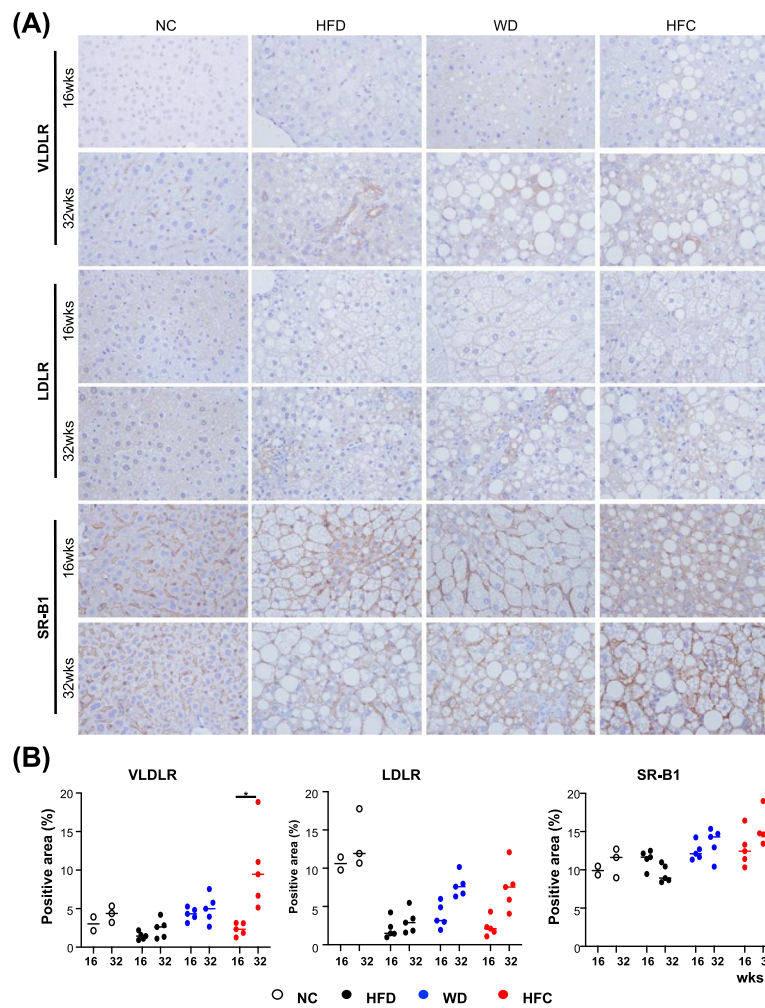 (A)
NC HFD WD HFC
VLDLR
16wks
32wks
LDLR
16wks
32wks
SR-B1
16wks
32wks
(B)
VLDLR LDLR SR-B1
Positive area (%) Positive area (%) Positive area (%)
20 20 20
*
15 15 15
10 10 10
5 5 5
0 0 0
16 32 16 32 16 32 16 32 16 32 16 32 16 32 16 32 16 32 16 32 16 32 16
wks
NC HFD WD HFC